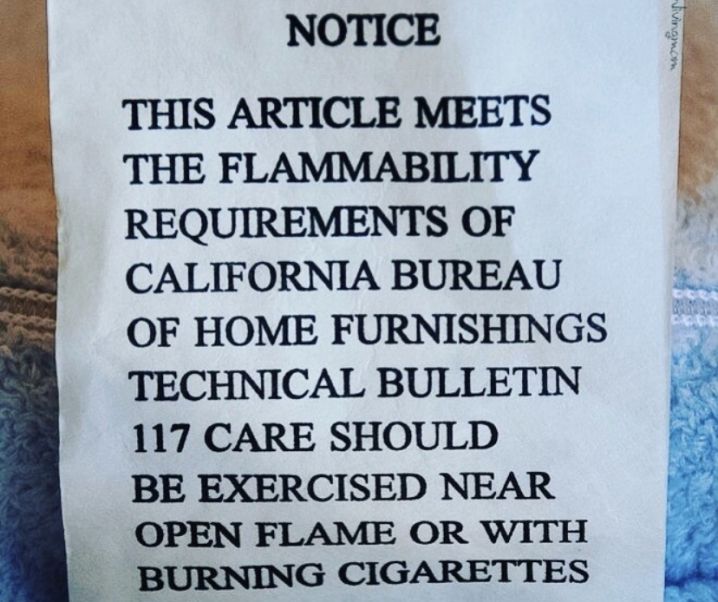 NOTICE
THIS ARTICLE MEETS
THE FLAMMABILITY
REQUIREMENTS OF
CALIFORNIA BUREAU
OF HOME FURNISHINGS
TECHNICAL BULLETIN
117 CARE SHOULD
BE EXERCISED NEAR
OPEN FLAME OR WITH
BURNING CIGARETTES